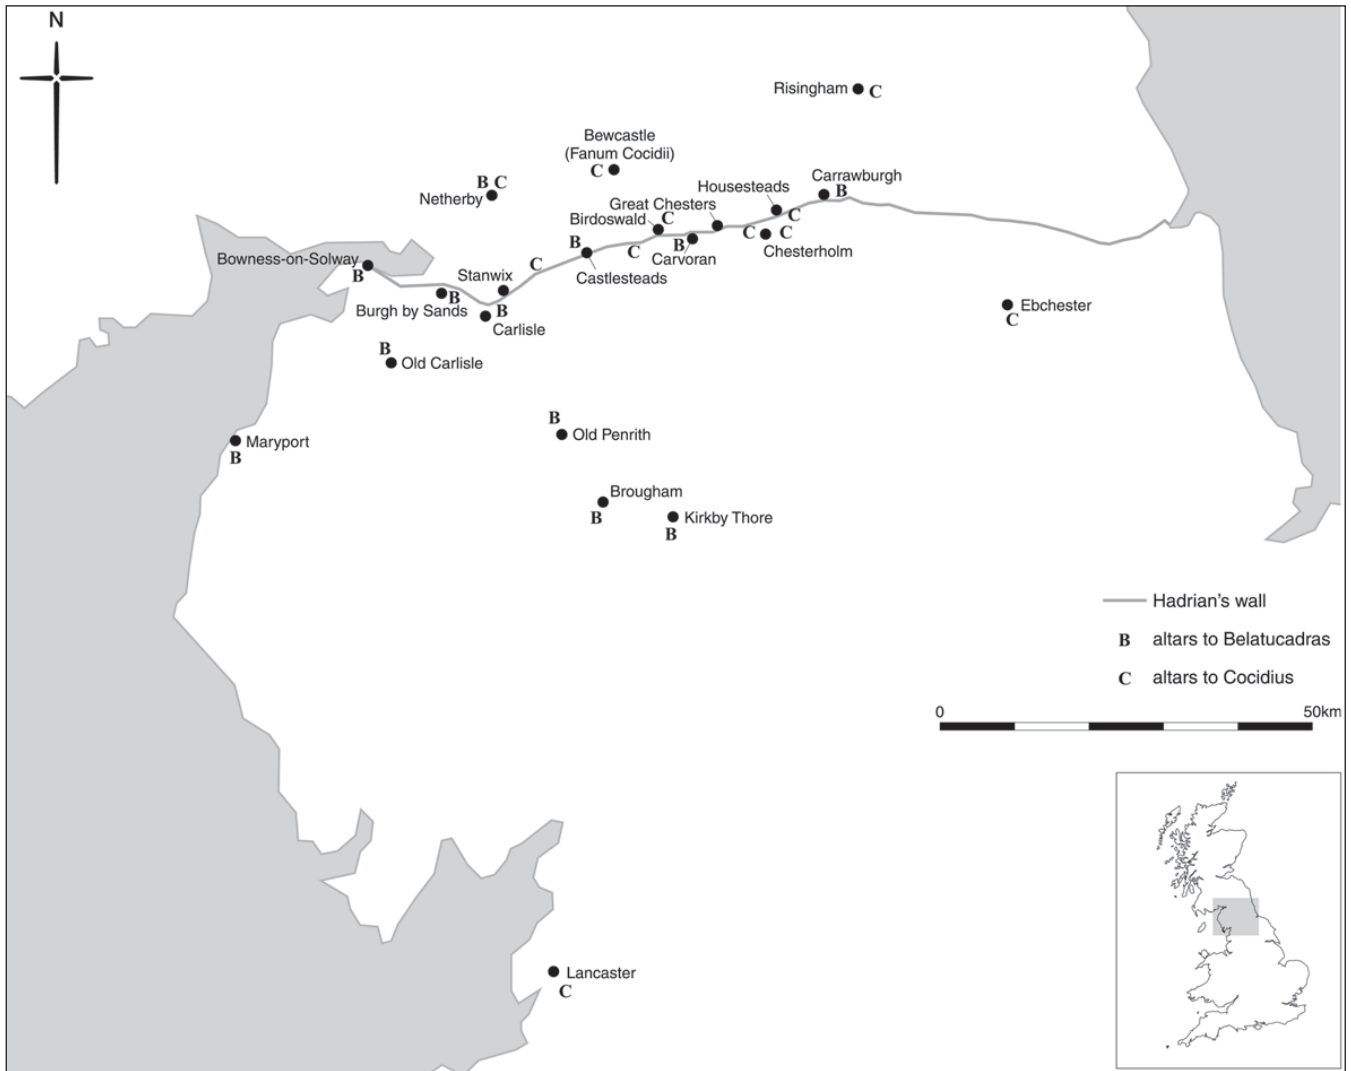 N
Risingham
C
Bewcastle
(Fanum Cocidii)
C
B C
Netherby
Housesteads
Carrawburgh
B
Great Chesters
C
Birdoswald
C
C
C
Chesterholm
B
Carvoran
C
B
Castlesteads
C
Bowness-on-Solway
B
Stanwix
B
Burgh by Sands
B
Carlisle
Ebchester
C
B
Old Carlisle
B
Old Penrith
Maryport
B
Brougham
B
Kirkby Thore
B
Hadrian's wall
B altars to Belatucadras
C altars to Cocidius
0 50km
Lancaster
C